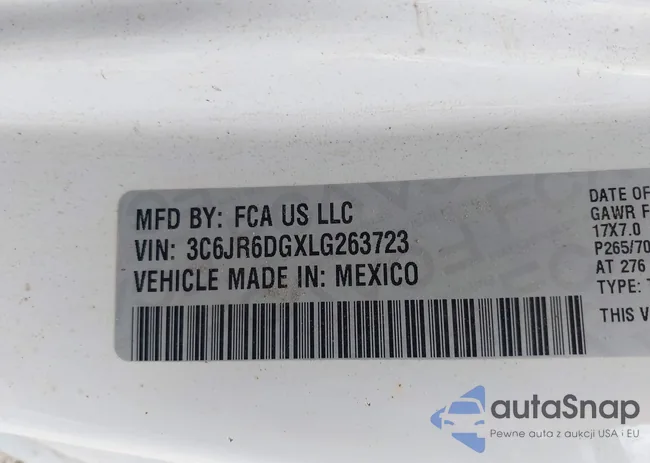 MFD BY: FCA US LLC
VIN: 3C6JR6DGXLG263723
VEHICLE MADE IN: MEXICO
DATE OF
GAWR F
17X7.0
P265/70
AT 276
TYPE: T
THIS V
autoSnap
Pewne auta z aukcji USA i EU